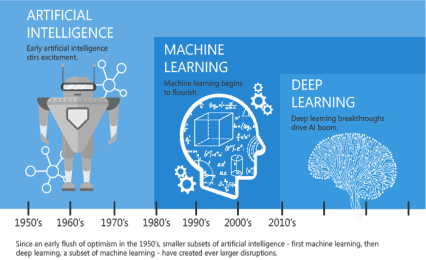 ARTIFICIAL
INTELLIGENCE
Early artificial intelligence
stirs excitement.
MACHINE
LEARNING
Machine learning begins
to flourish.
DEEP
LEARNING
Deep learning breakthroughs
drive AI boom.
1950's 1960's 1970's 1980's 1990's 2000's 2010's
Since an early flush of optimism in the 1950's, smaller subsets of artificial intelligence - first machine learning, then
deep learning, a subset of machine learning - have created ever larger disruptions.